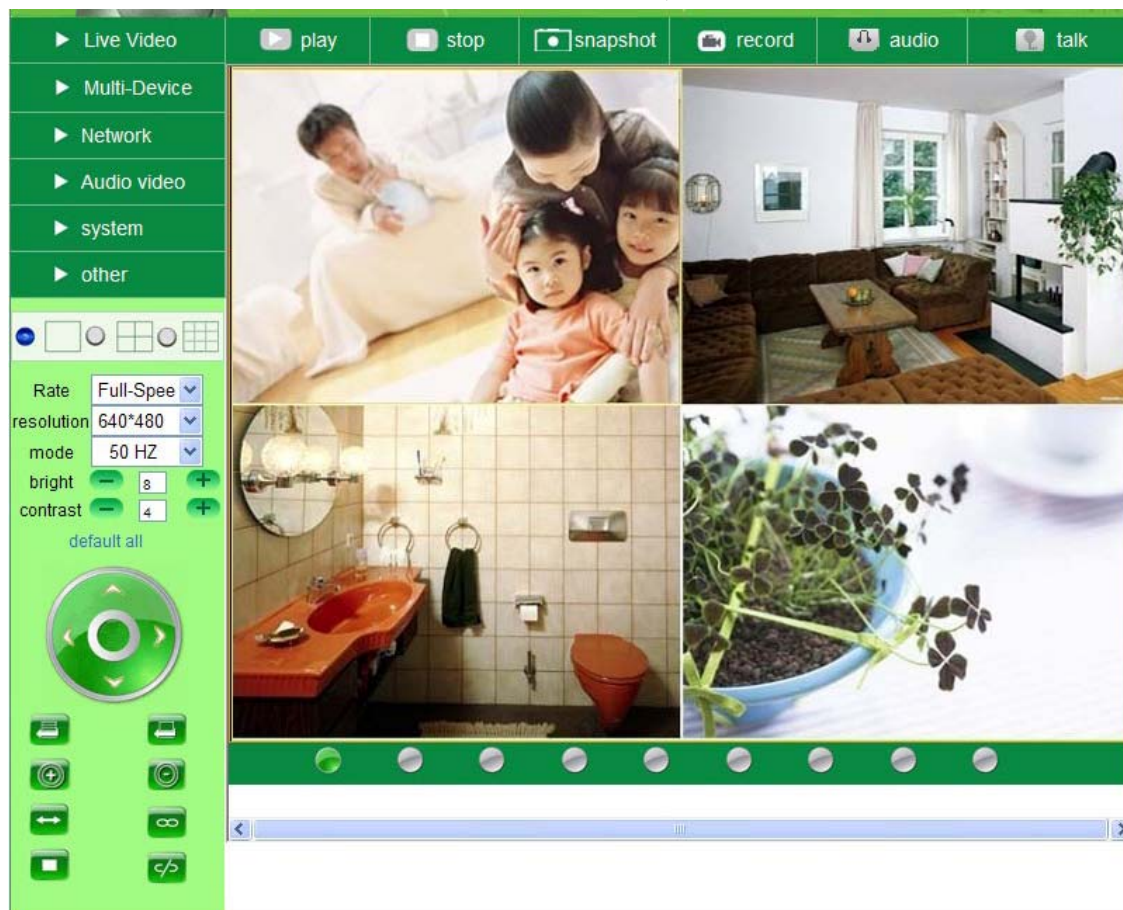 Live Video
play
stop
snapshot
record
audio
talk
Multi-Device
Network
Audio video
system
other
Rate Full-Spee
resolution 640*480
mode 50 HZ
bright 8
contrast 4
default all